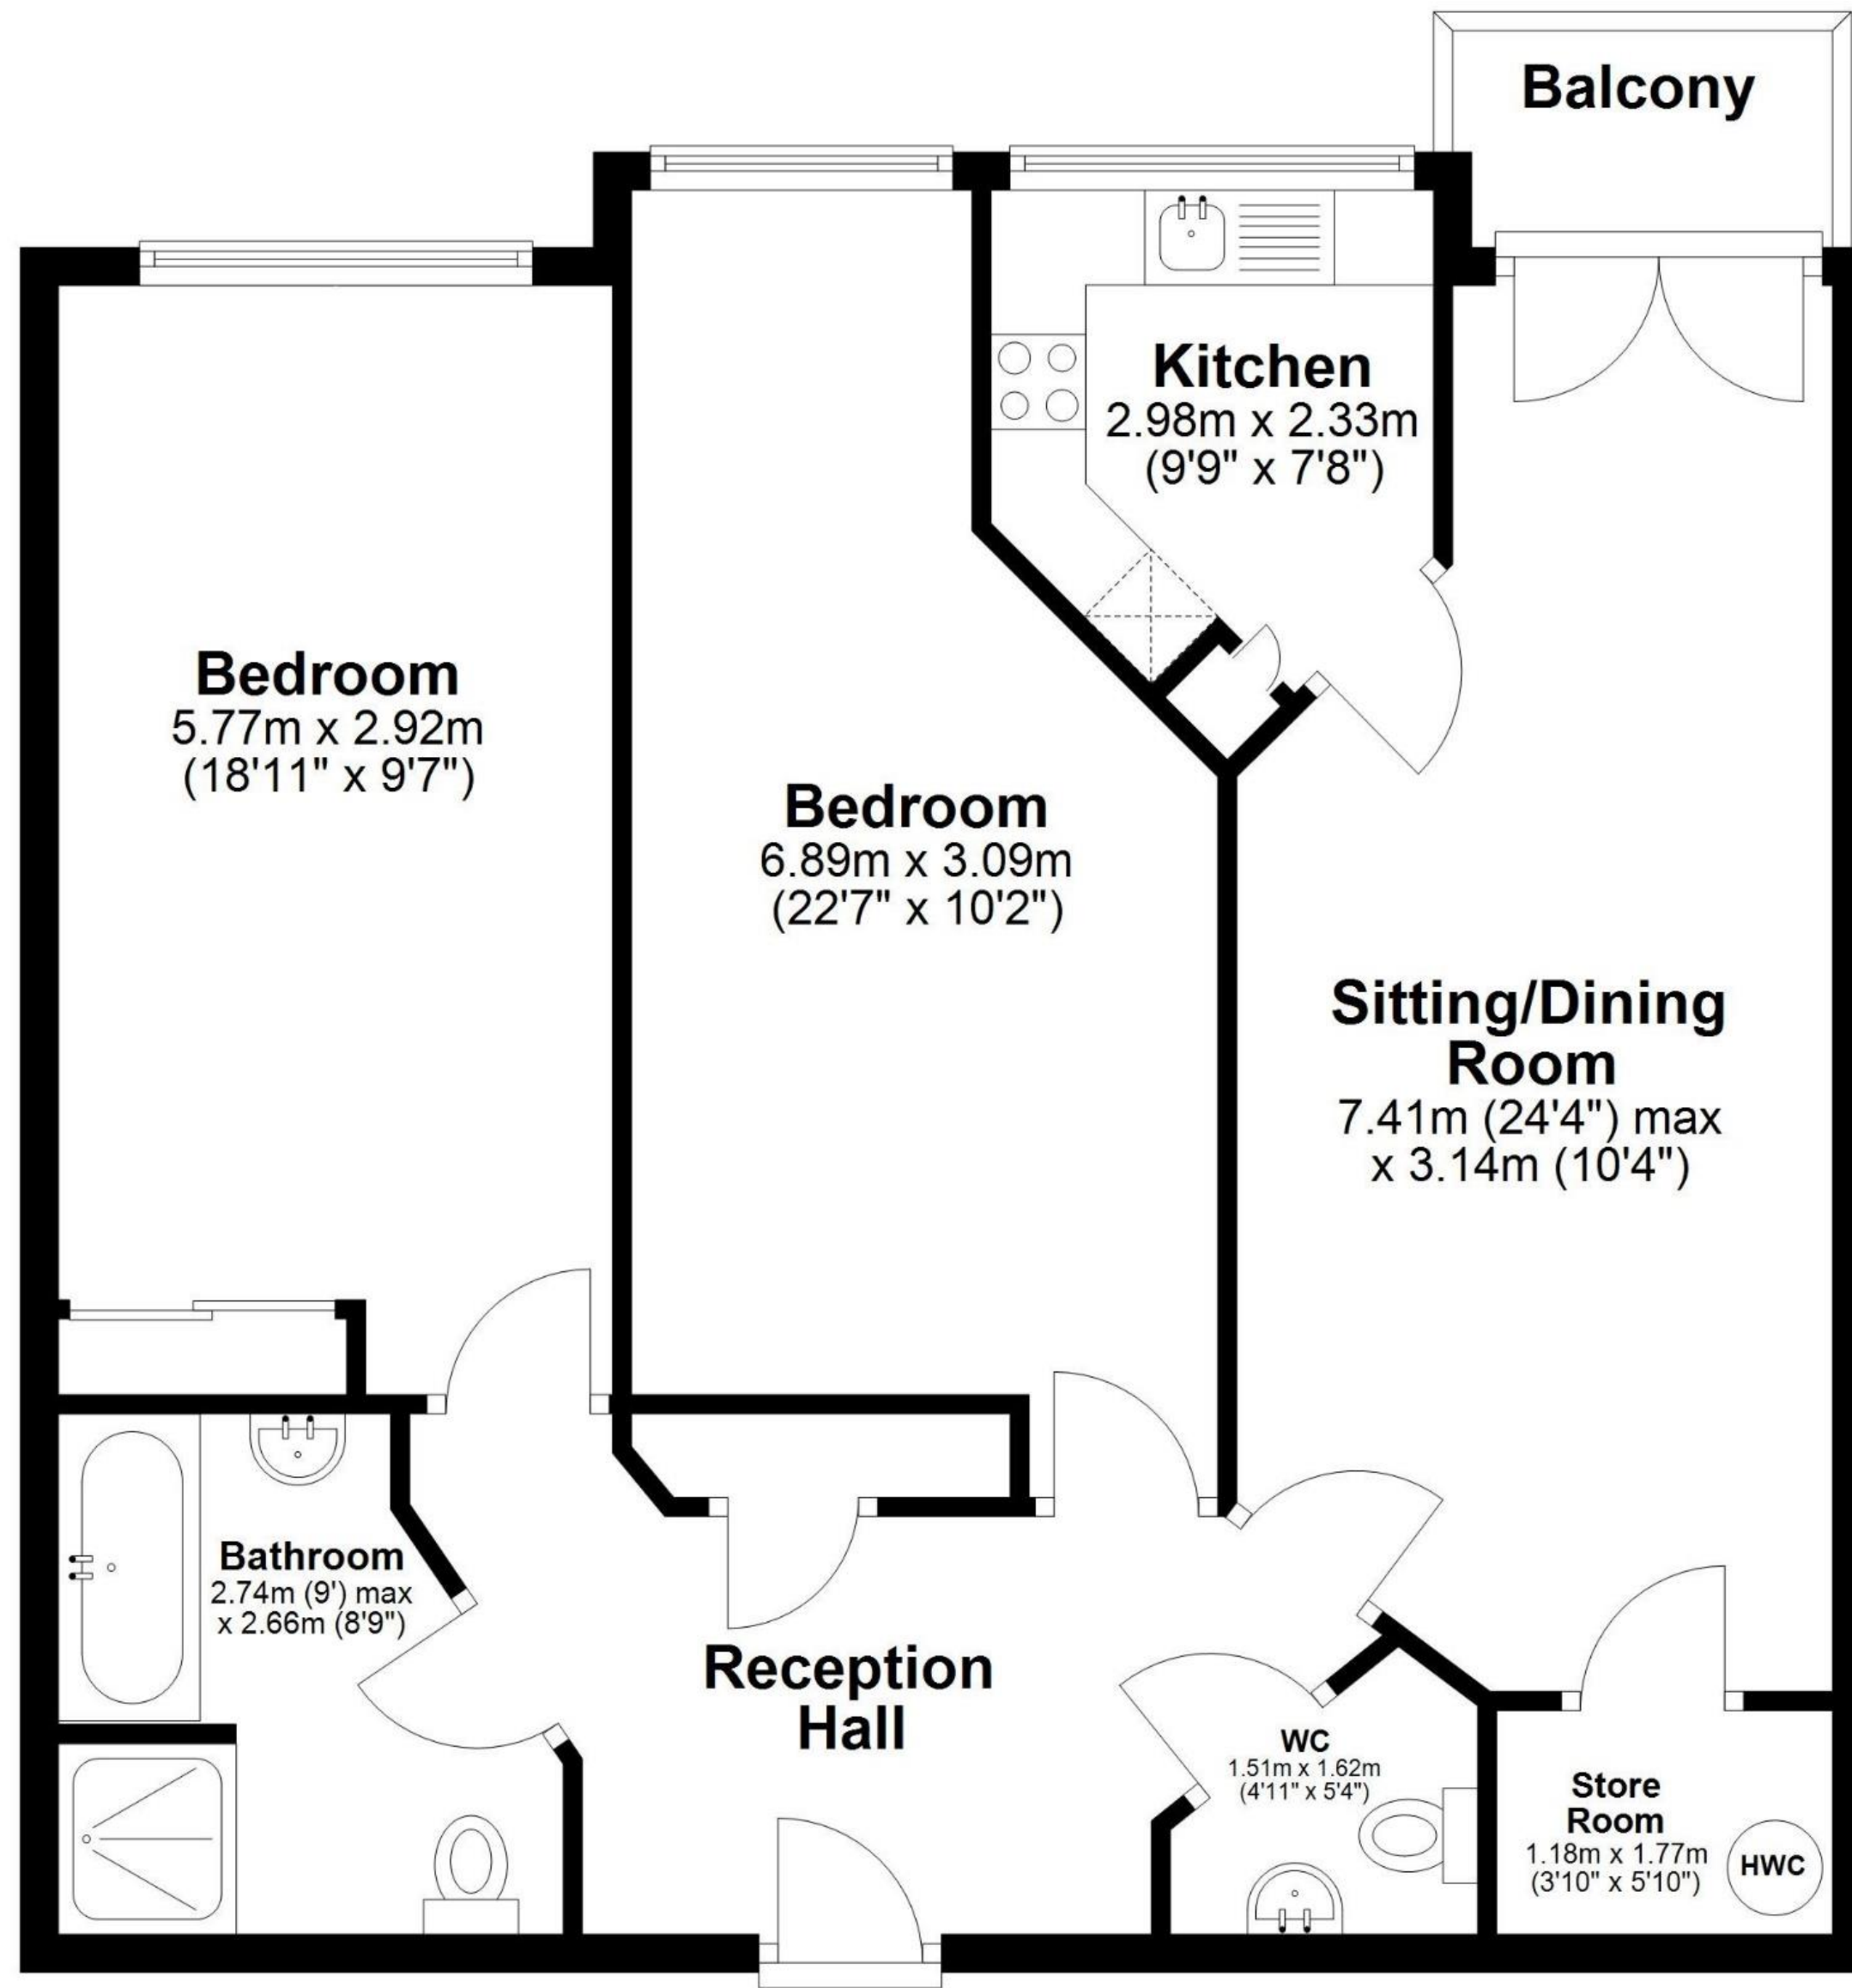 Balcony
Kitchen
2.98m x 2.33m
(9'9" x 7'8")
Bedroom
5.77m x 2.92m
(18'11" x 9'7")
Bedroom
6.89m x 3.09m
(22'7" x 10'2")
Sitting/Dining
Room
7.41m (24'4") max
x 3.14m (10'4")
Bathroom
2.74m (9') max
x 2.66m (8'9")
Reception
Hall
WC
1.51m x 1.62m
(4'11" x 5'4")
Store
Room
1.18m x 1.77m
(3'10" x 5'10")
HWC